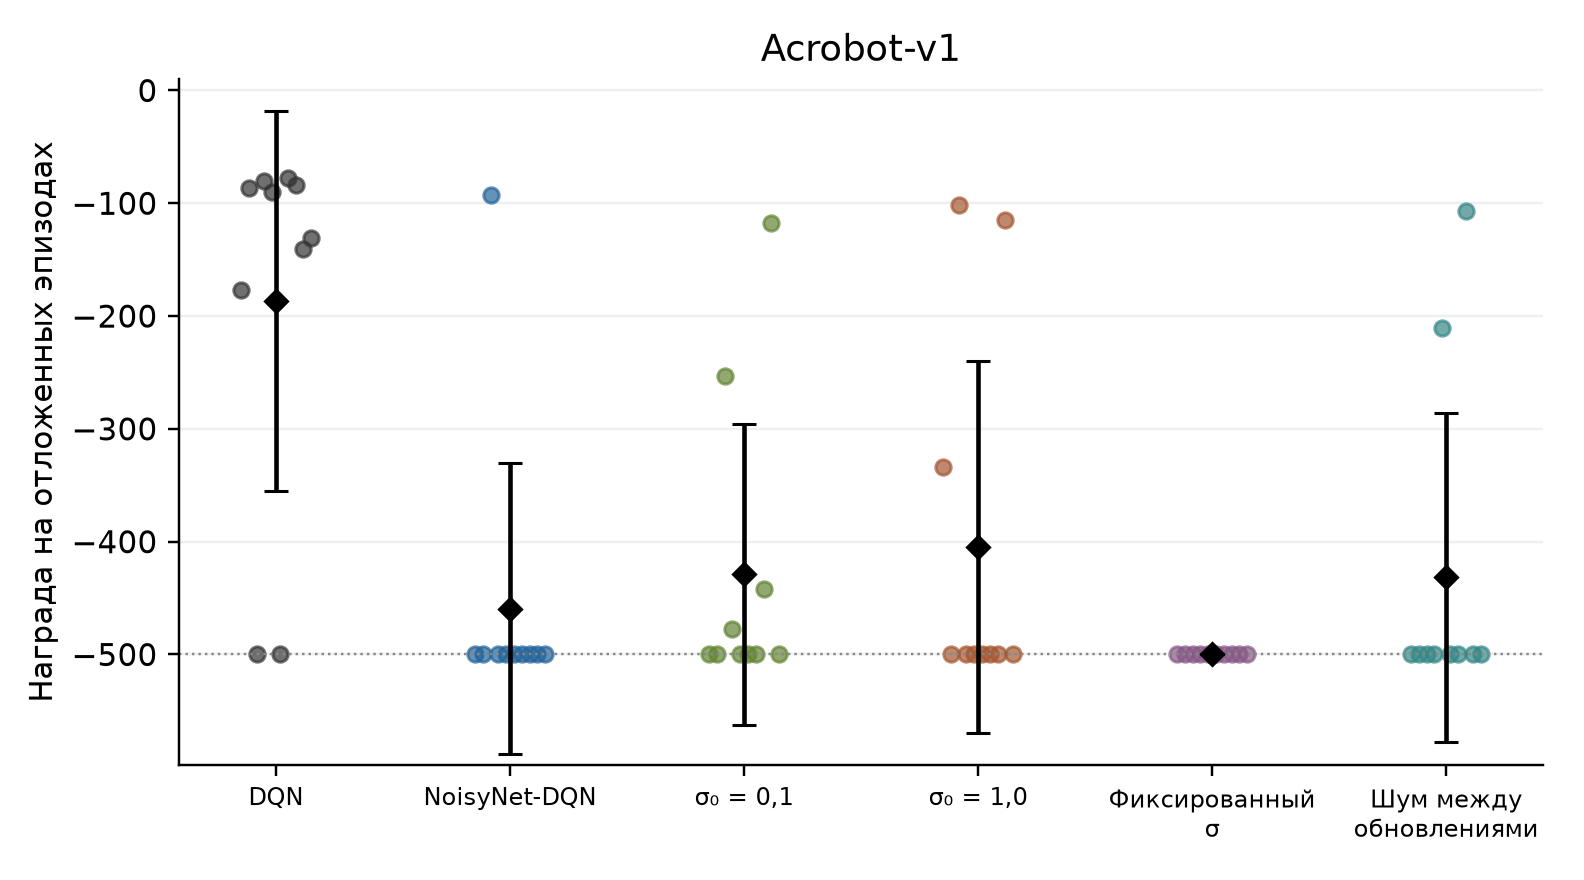 Acrobot-v1
Награда на отложенных эпизодах
0
−100
−200
−300
−400
−500
DQN
NoisyNet-DQN
σ₀ = 0,1
σ₀ = 1,0
Фиксированный
σ
Шум между
обновлениями